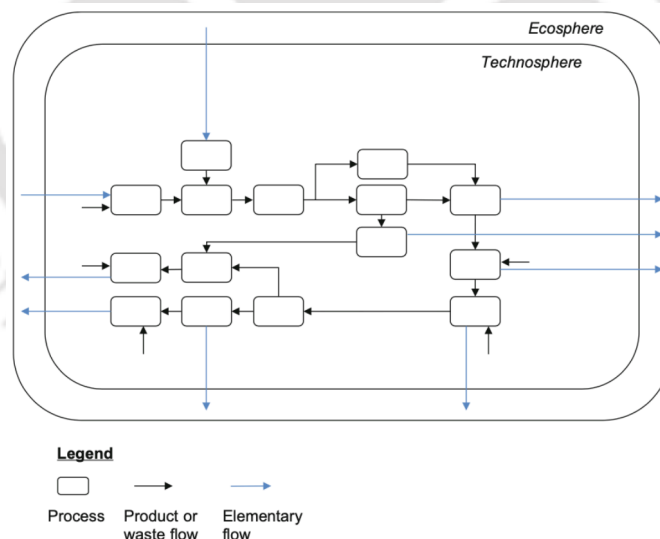 Ecosphere
Technosphere
Legend
Process
Product or
waste flow
Elementary
flow